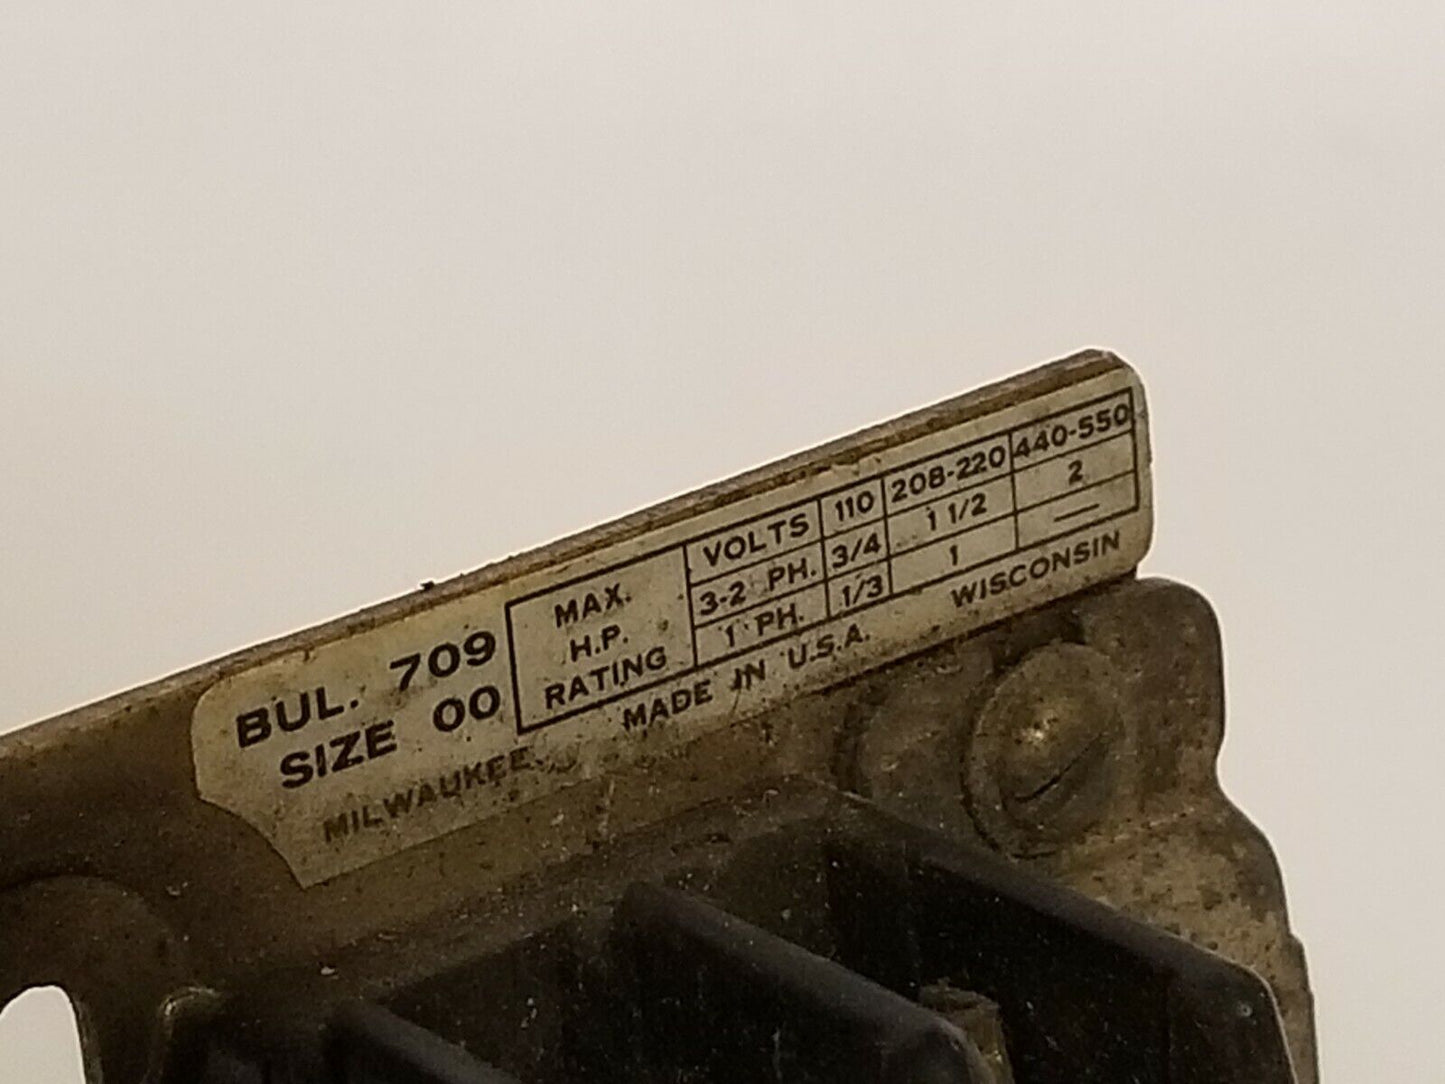 BUL. 709
SIZE 00
MAX.
H.P.
RATING
VOLTS 110 208-220 440-550
3-2 PH. 3/4 1 1/2 2
1 PH. 1/3 1 —
MILWAUKEE. MADE IN U.S.A. WISCONSIN